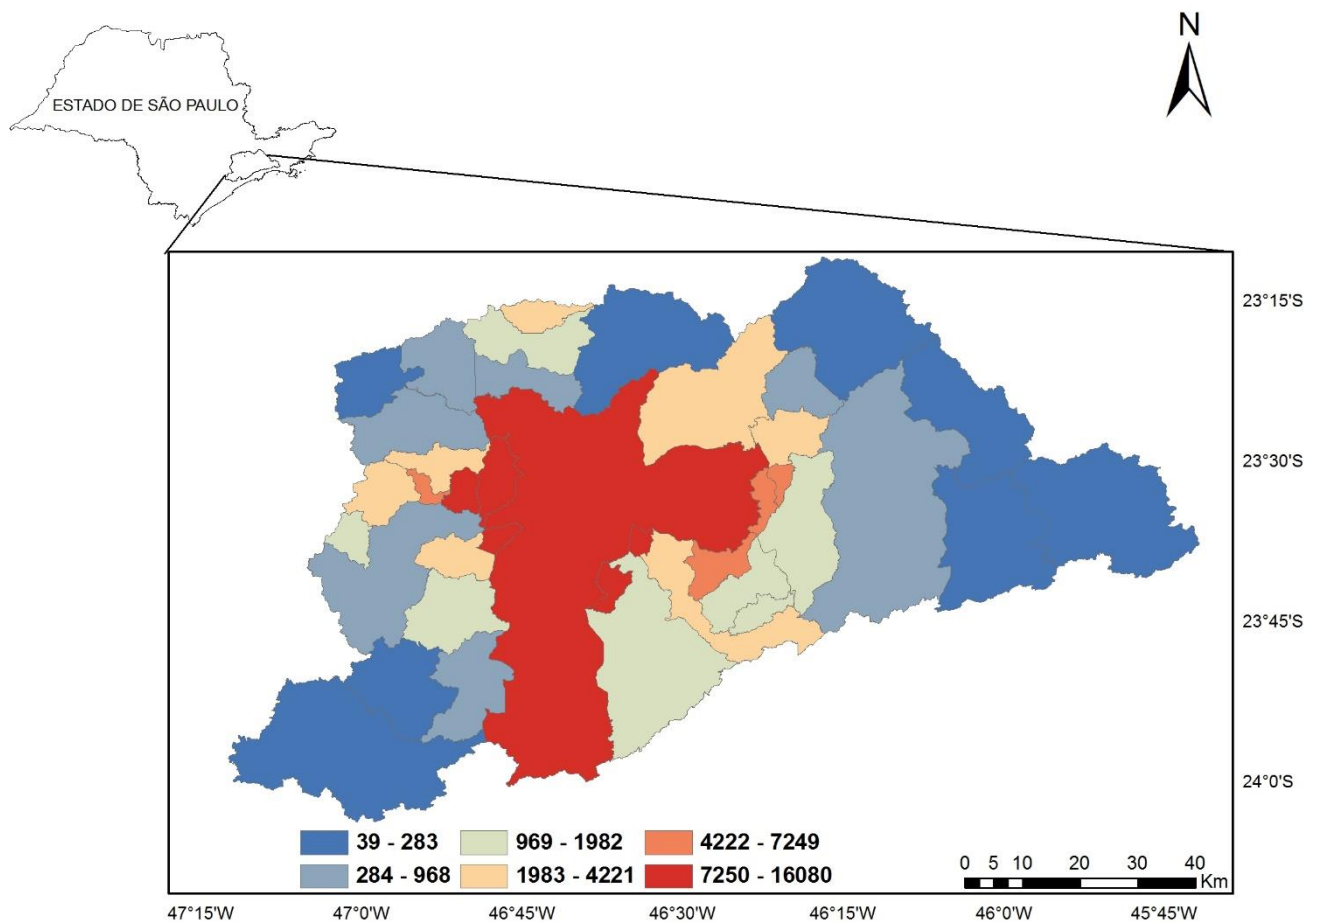 N
ESTADO DE SÃO PAULO
23°15'S
23°30'S
23°45'S
24°0'S
39 - 283
969 - 1982
4222 - 7249
284 - 968
1983 - 4221
7250 - 16080
0 5 10 20 30 40
Km
47°15'W 47°0'W 46°45'W 46°30'W 46°15'W 46°0'W 45°45'W